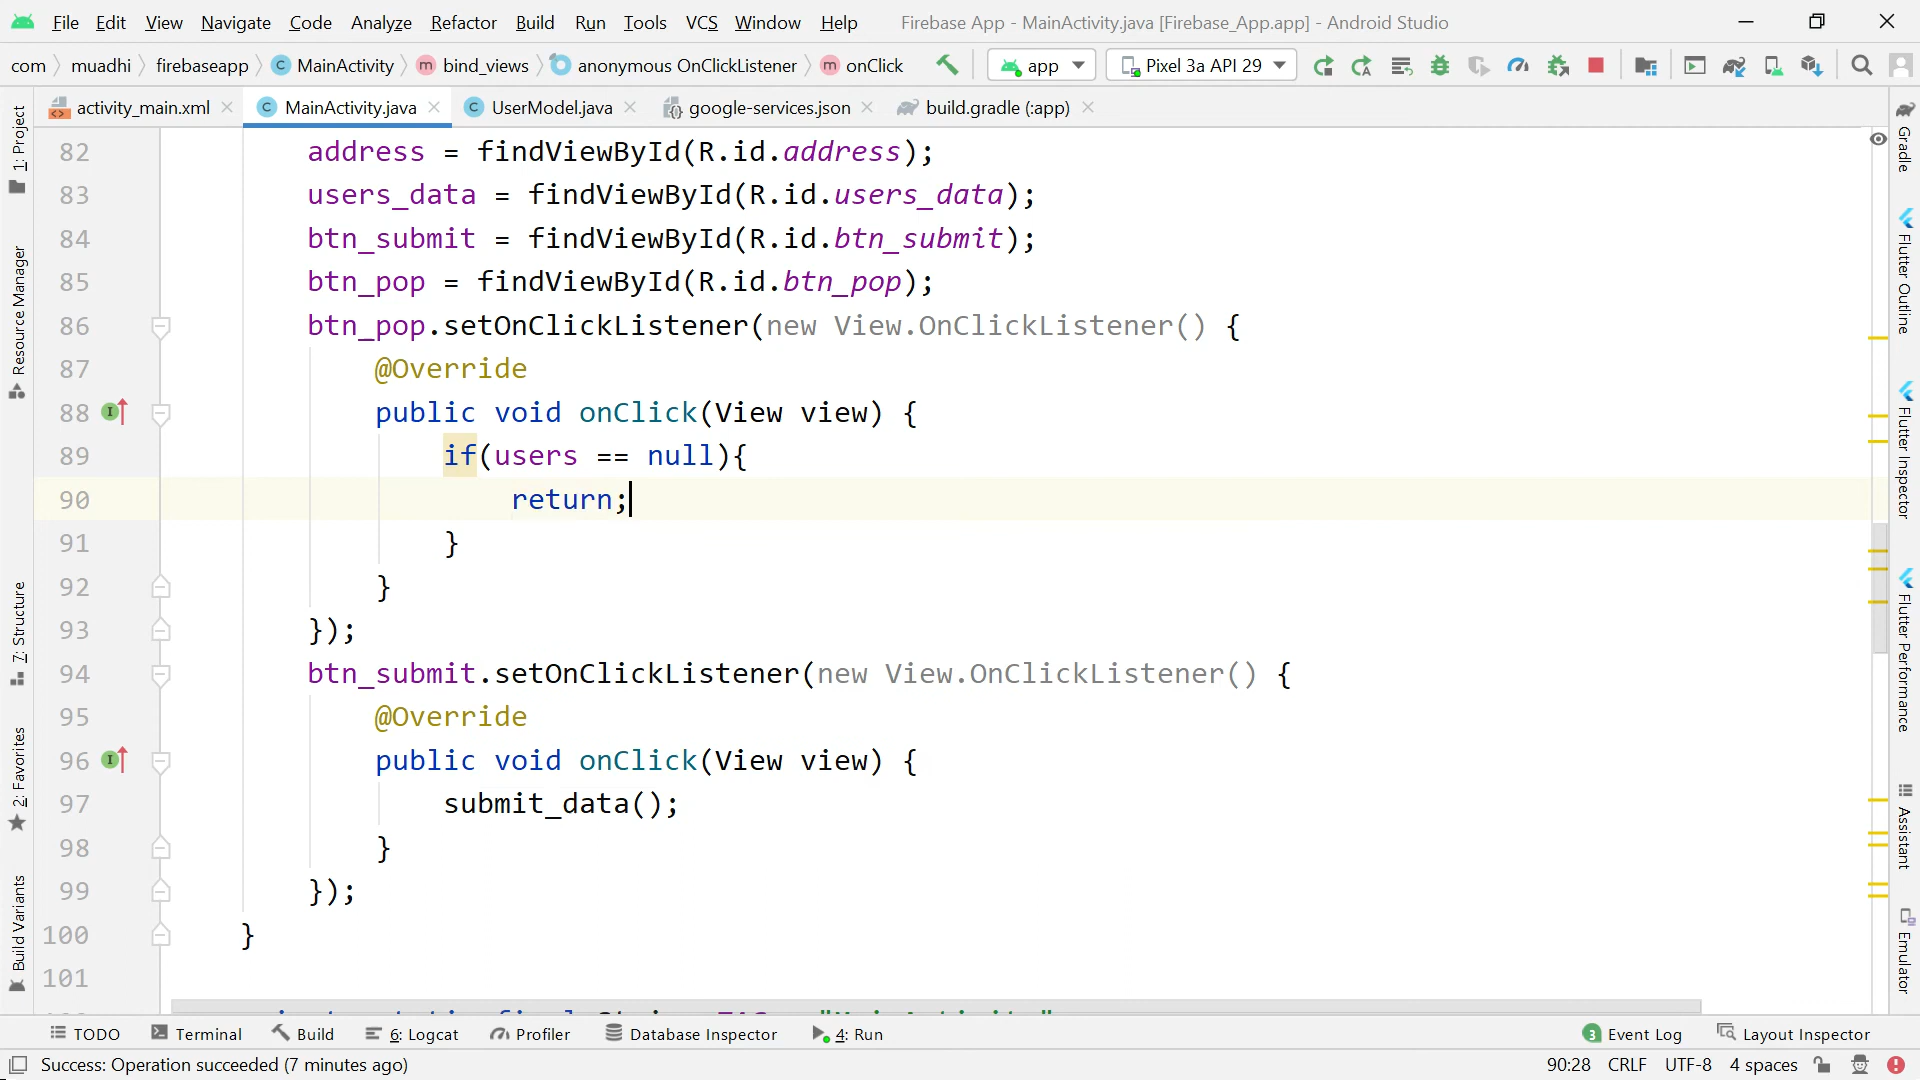 File Edit View Navigate Code Analyze Refactor Build Run Tools VCS Window Help Firebase App - MainActivity.java [Firebase_App.app] - Android Studio
com muadhi firebaseapp MainActivity bind_views anonymous OnClickListener onClick app Pixel 3a API 29
activity_main.xml MainActivity.java UserModel.java google-services.json build.gradle (:app)
82 address = findViewById(R.id.address);
83 users_data = findViewById(R.id.users_data);
84 btn_submit = findViewById(R.id.btn_submit);
85 btn_pop = findViewById(R.id.btn_pop);
86 btn_pop.setOnClickListener(new View.OnClickListener() {
87 @Override
88 public void onClick(View view) {
89 if(users == null){
90 return;
91 }
92 }
93 });
94 btn_submit.setOnClickListener(new View.OnClickListener() {
95 @Override
96 public void onClick(View view) {
97 submit_data();
98 }
99 });
100 }
101
1: Project
Resource Manager
7: Structure
2: Favorites
Build Variants
Gradle
Flutter Outline
Flutter Inspector
Flutter Performance
Assistant
Emulator
TODO Terminal Build 6: Logcat Profiler Database Inspector 4: Run 3 Event Log Layout Inspector
Success: Operation succeeded (7 minutes ago) 90:28 CRLF UTF-8 4 spaces